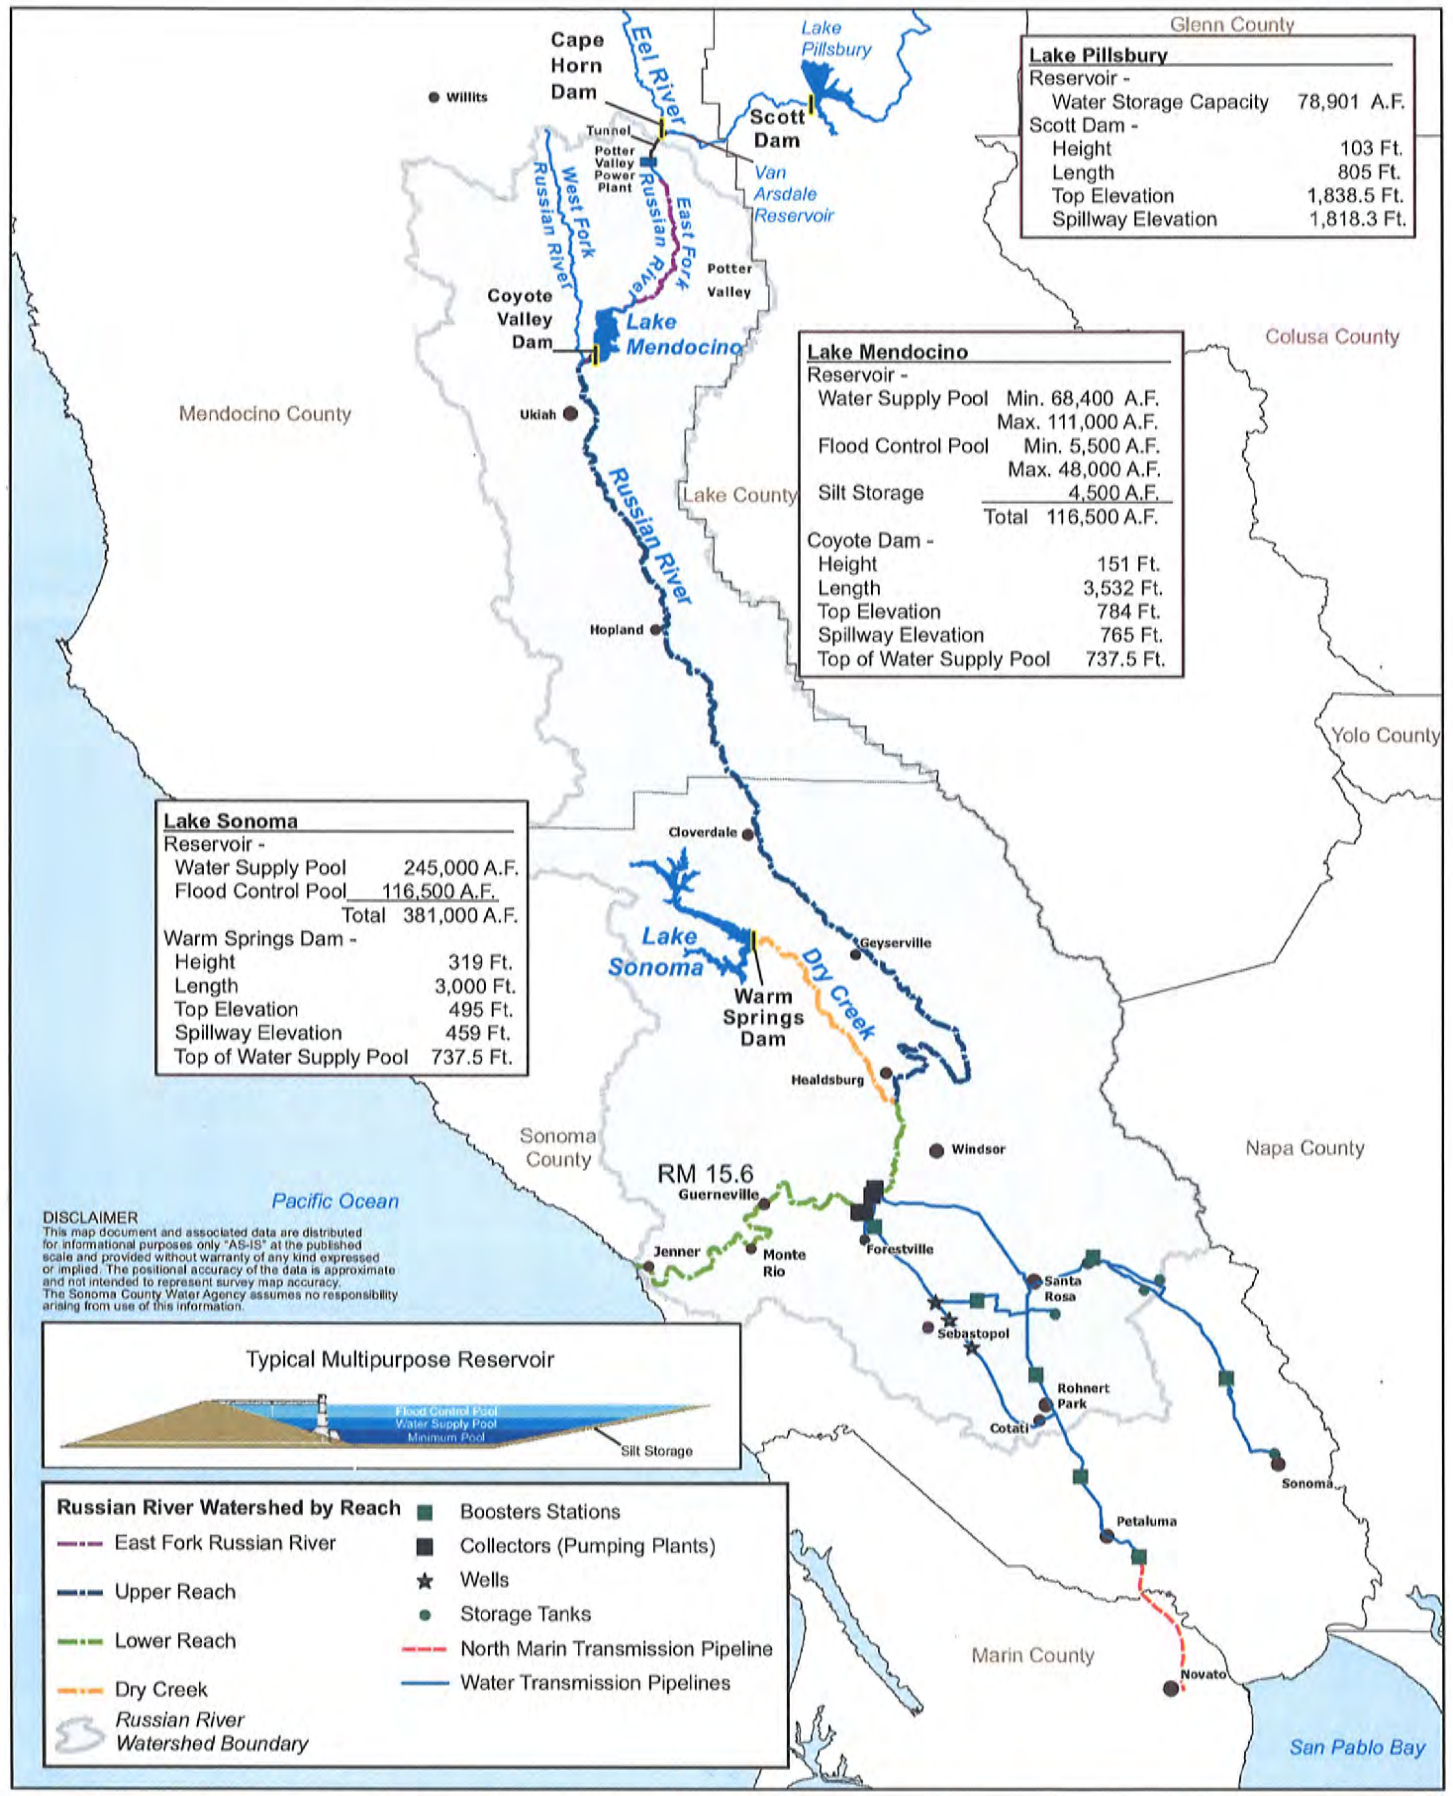 Glenn County
Lake
Pillsbury
Cape
Horn
Dam
Eel River
Willits
Scott
Dam
Tunnel
Potter
Valley
Power
Plant
Van
Arsdale
Reservoir
West Fork
Russian River
East Fork
Russian River
Potter
Valley
Lake Pillsbury
Reservoir -
Water Storage Capacity 78,901 A.F.
Scott Dam -
Height 103 Ft.
Length 805 Ft.
Top Elevation 1,838.5 Ft.
Spillway Elevation 1,818.3 Ft.
Coyote
Valley
Dam
Lake
Mendocino
Colusa County
Mendocino County
Ukiah
Lake County
Russian River
Hopland
Lake Mendocino
Reservoir -
Water Supply Pool Min. 68,400 A.F.
Max. 111,000 A.F.
Flood Control Pool Min. 5,500 A.F.
Max. 48,000 A.F.
Silt Storage 4,500 A.F.
Total 116,500 A.F.
Coyote Dam -
Height 151 Ft.
Length 3,532 Ft.
Top Elevation 784 Ft.
Spillway Elevation 765 Ft.
Top of Water Supply Pool 737.5 Ft.
Yolo County
Lake Sonoma
Reservoir -
Water Supply Pool 245,000 A.F.
Flood Control Pool 116,500 A.F.
Total 381,000 A.F.
Warm Springs Dam -
Height 319 Ft.
Length 3,000 Ft.
Top Elevation 495 Ft.
Spillway Elevation 459 Ft.
Top of Water Supply Pool 737.5 Ft.
Cloverdale
Lake
Sonoma
Geyserville
Dry Creek
Warm
Springs
Dam
Healdsburg
Sonoma
County
Windsor
Napa County
RM 15.6
Guerneville
Pacific Ocean
Jenner
Monte
Rio
Forestville
Santa
Rosa
Sebastopol
Rohnert
Park
Cotati
Sonoma
Petaluma
Marin County
Novato
San Pablo Bay
DISCLAIMER
This map document and associated data are distributed
for informational purposes only "AS-IS" at the published
scale and provided without warranty of any kind expressed
or implied. The positional accuracy of the data is approximate
and not intended to represent survey map accuracy.
The Sonoma County Water Agency assumes no responsibility
arising from use of this information.
Typical Multipurpose Reservoir
Flood Control Pool
Water Supply Pool
Minimum Pool
Silt Storage
Russian River Watershed by Reach
East Fork Russian River
Upper Reach
Lower Reach
Dry Creek
Russian River
Watershed Boundary
Boosters Stations
Collectors (Pumping Plants)
Wells
Storage Tanks
North Marin Transmission Pipeline
Water Transmission Pipelines